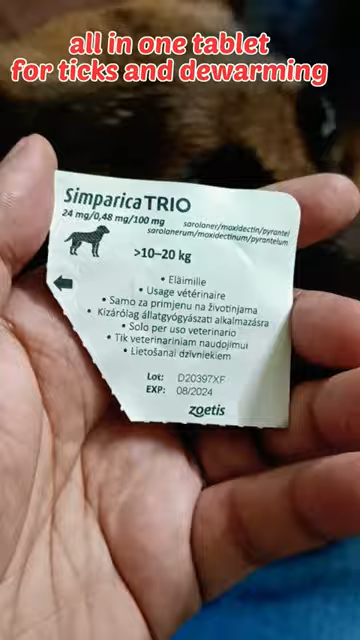 all in one tablet
for ticks and dewarming
Simparica TRIO
24 mg/0,48 mg/100 mg
sarolaner/moxidectin/pyrantel
sarolanerum/moxidectinum/pyrantelum
>10–20 kg
• Eläimille
• Usage vétérinaire
• Samo za primjenu na životinjama
• Kizárólag állatgyógyászati alkalmazásra
• Solo per uso veterinario
• Tik veterinariniam naudojimui
• Lietošanai dzīvniekiem
Lot: D20397XF
EXP: 08/2024
zoetis